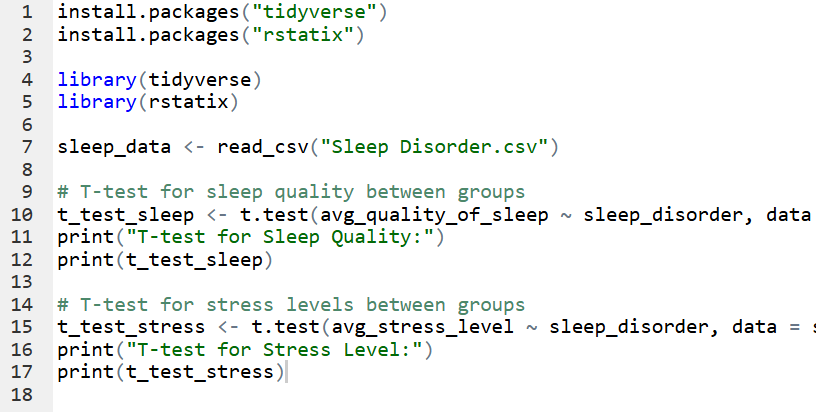 1 install.packages("tidyverse")
2 install.packages("rstatix")
3
4 library(tidyverse)
5 library(rstatix)
6
7 sleep_data <- read_csv("Sleep Disorder.csv")
8
9 # T-test for sleep quality between groups
10 t_test_sleep <- t.test(avg_quality_of_sleep ~ sleep_disorder, data
11 print("T-test for Sleep Quality:")
12 print(t_test_sleep)
13
14 # T-test for stress levels between groups
15 t_test_stress <- t.test(avg_stress_level ~ sleep_disorder, data =
16 print("T-test for Stress Level:")
17 print(t_test_stress)
18